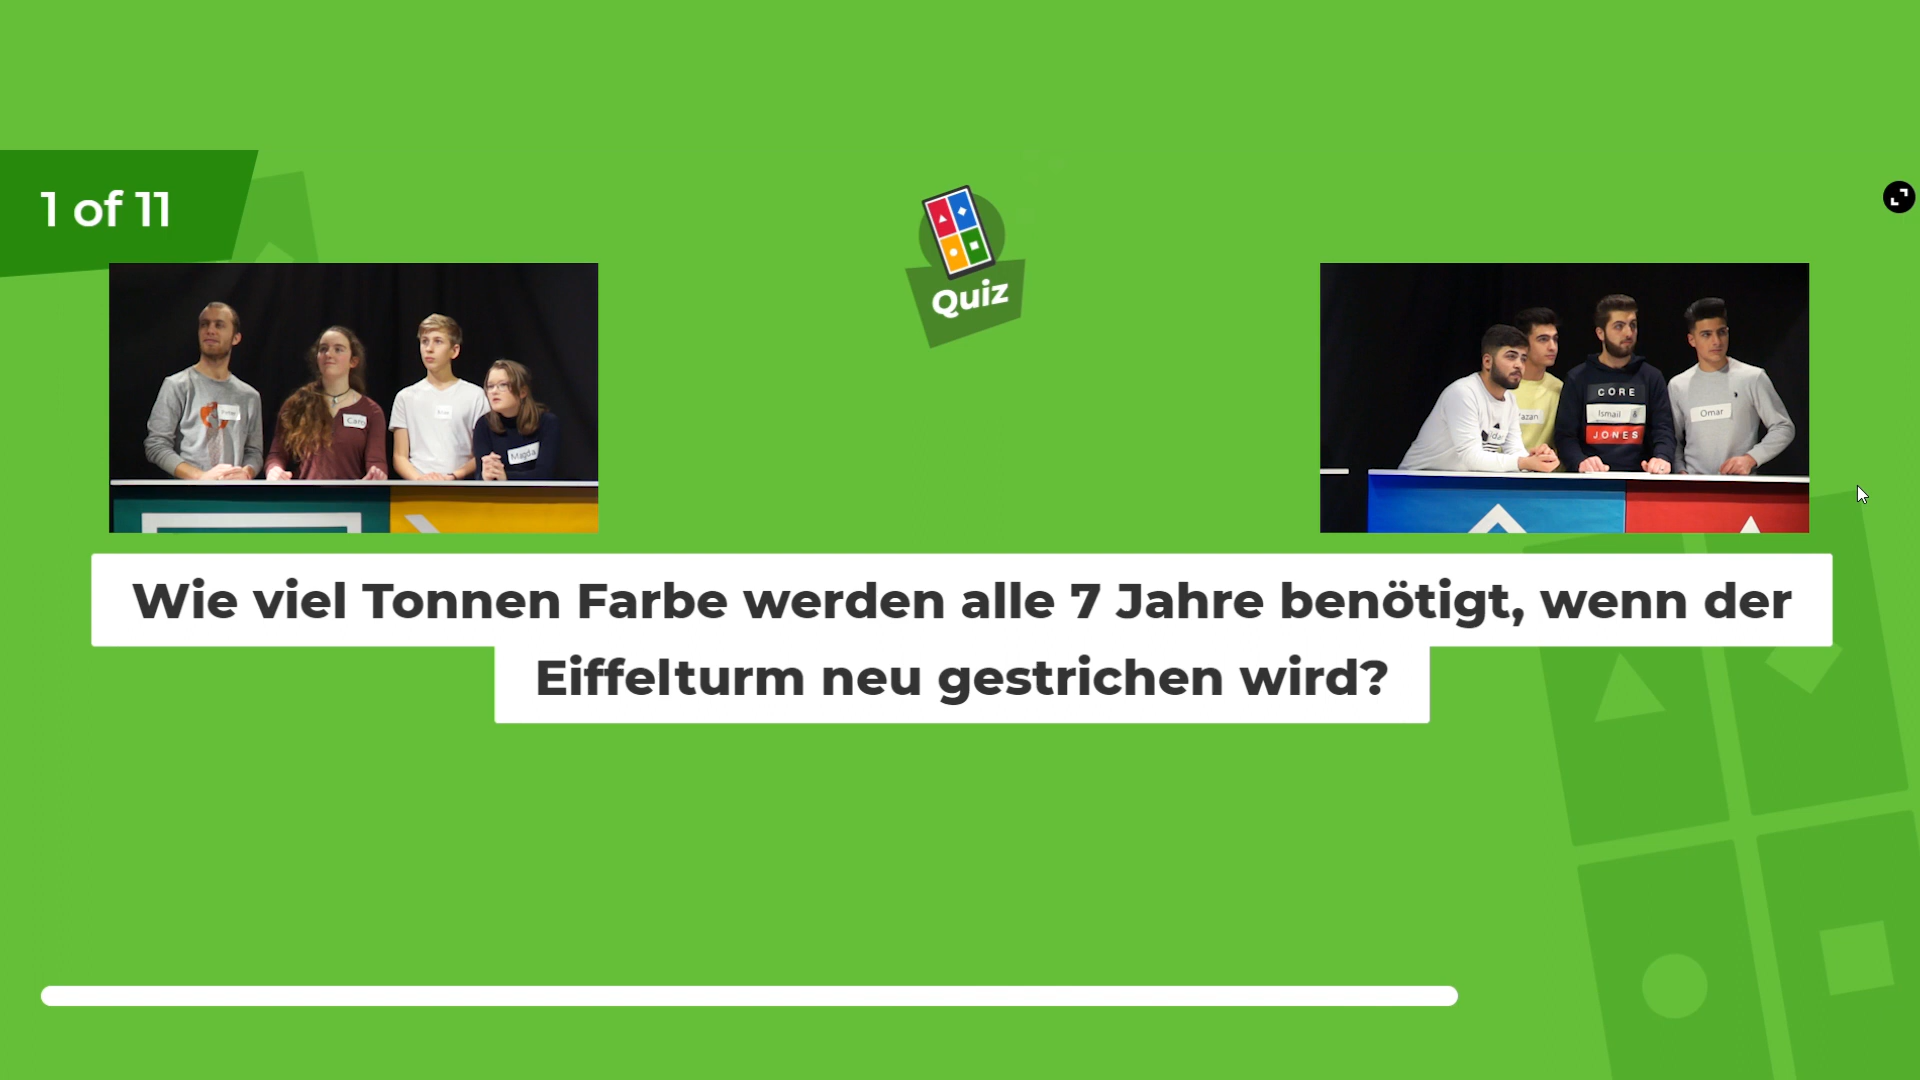 1 of 11
Quiz
Magda
CORE
Ismail
JONES
Omar
Wie viel Tonnen Farbe werden alle 7 Jahre benötigt, wenn der
Eiffelturm neu gestrichen wird?